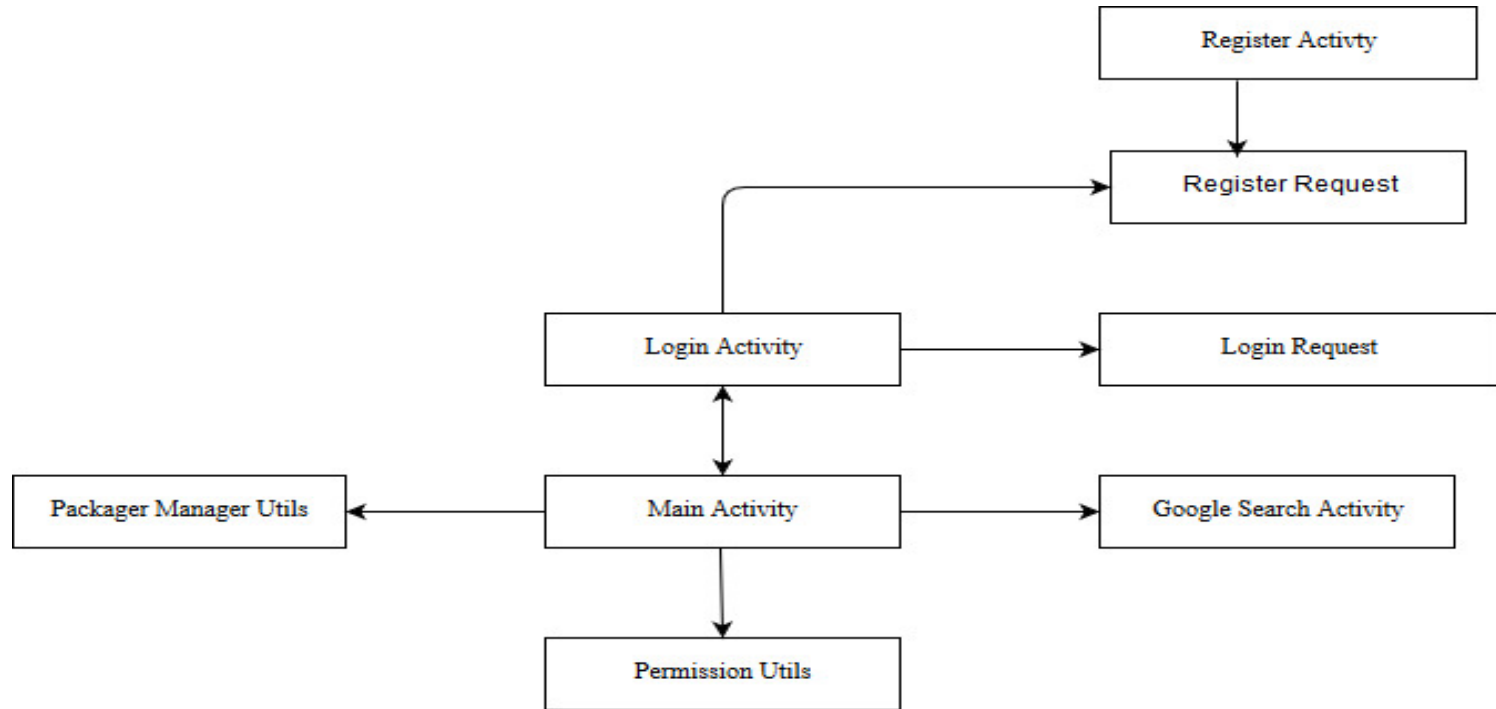 Register Activty
Register Request
Login Activity
Login Request
Packager Manager Utils
Main Activity
Google Search Activity
Permission Utils